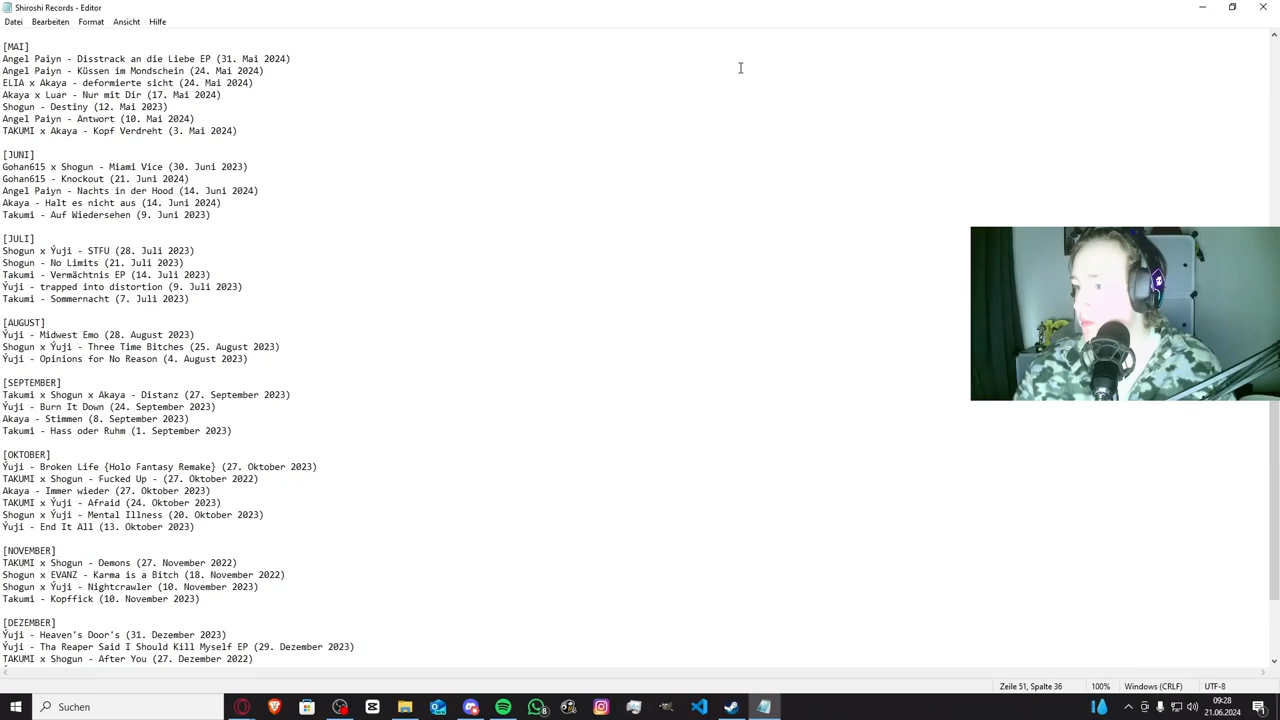 Shiroshi Records - Editor
Datei Bearbeiten Format Ansicht Hilfe
[MAI]
Angel Paiyn - Disstrack an die Liebe EP (31. Mai 2024)
Angel Paiyn - Küssen im Mondschein (24. Mai 2024)
ELIA x Akaya - deformierte sicht (24. Mai 2024)
Akaya x Luar - Nur mit Dir (17. Mai 2024)
Shogun - Destiny (12. Mai 2023)
Angel Paiyn - Antwort (10. Mai 2024)
TAKUMI x Akaya - Kopf Verdreht (3. Mai 2024)
[JUNI]
Gohan615 x Shogun - Miami Vice (30. Juni 2023)
Gohan615 - Knockout (21. Juni 2024)
Angel Paiyn - Nachts in der Hood (14. Juni 2024)
Akaya - Halt es nicht aus (14. Juni 2024)
Takumi - Auf Wiedersehen (9. Juni 2023)
[JULI]
Shogun x Ýuji - STFU (28. Juli 2023)
Shogun - No Limits (21. Juli 2023)
Takumi - Vermächtnis EP (14. Juli 2023)
Ýuji - trapped into distortion (9. Juli 2023)
Takumi - Sommernacht (7. Juli 2023)
[AUGUST]
Ýuji - Midwest Emo (28. August 2023)
Shogun x Ýuji - Three Time Bitches (25. August 2023)
Ýuji - Opinions for No Reason (4. August 2023)
[SEPTEMBER]
Takumi x Shogun x Akaya - Distanz (27. September 2023)
Ýuji - Burn It Down (24. September 2023)
Akaya - Stimmen (8. September 2023)
Takumi - Hass oder Ruhm (1. September 2023)
[OKTOBER]
Ýuji - Broken Life {Holo Fantasy Remake} (27. Oktober 2023)
TAKUMI x Shogun - Fucked Up - (27. Oktober 2022)
Akaya - Immer wieder (27. Oktober 2023)
TAKUMI x Ýuji - Afraid (24. Oktober 2023)
Shogun x Ýuji - Mental Illness (20. Oktober 2023)
Ýuji - End It All (13. Oktober 2023)
[NOVEMBER]
TAKUMI x Shogun - Demons (27. November 2022)
Shogun x EVANZ - Karma is a Bitch (18. November 2022)
Shogun x Ýuji - Nightcrawler (10. November 2023)
Takumi - Kopffick (10. November 2023)
[DEZEMBER]
Ýuji - Heaven's Door's (31. Dezember 2023)
Ýuji - Tha Reaper Said I Should Kill Myself EP (29. Dezember 2023)
TAKUMI x Shogun - After You (27. Dezember 2022)
Zeile 51, Spalte 36 100% Windows (CRLF) UTF-8
Suchen
09:28
21.06.2024